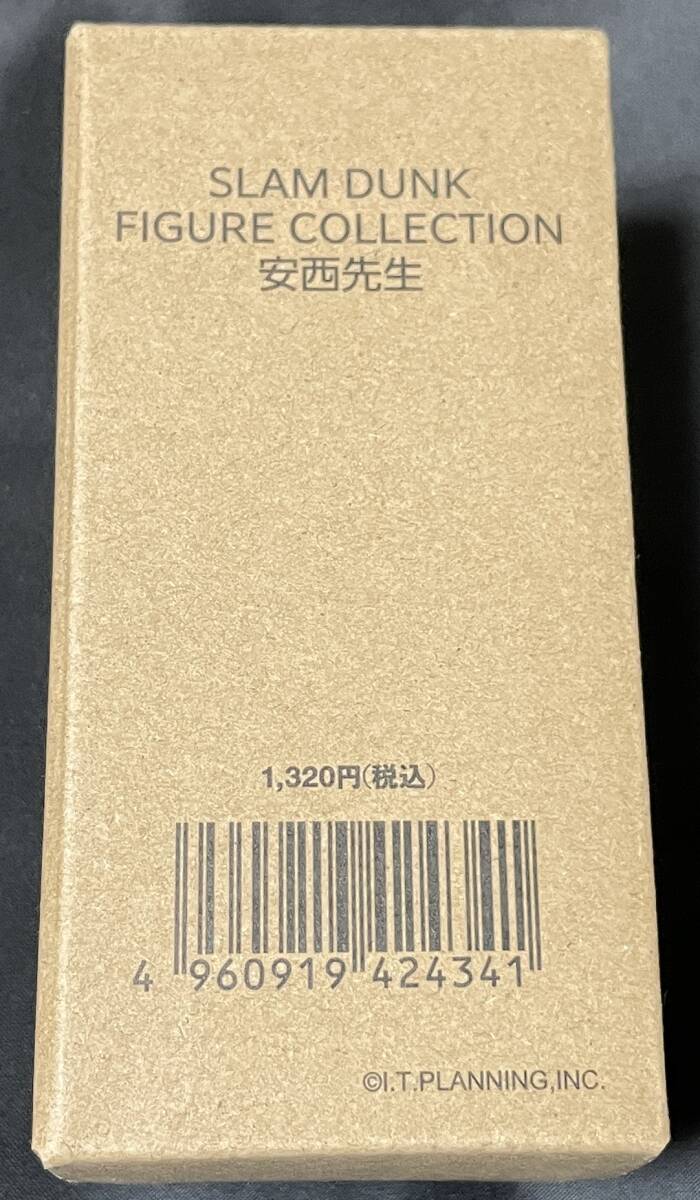 SLAM DUNK
FIGURE COLLECTION
安西先生
1,320円(税込)
4 960919 424341
©I.T.PLANNING,INC.